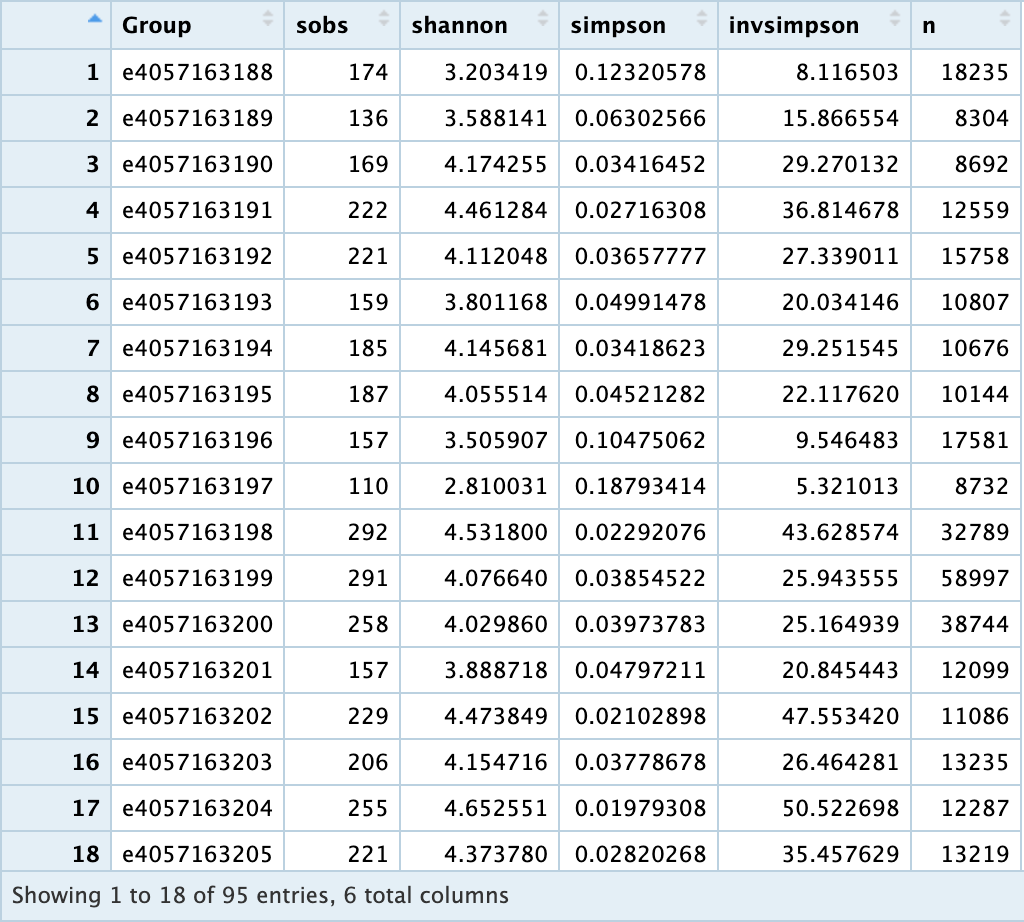 Group sobs shannon simpson invsimpson n
1 e4057163188 174 3.203419 0.12320578 8.116503 18235
2 e4057163189 136 3.588141 0.06302566 15.866554 8304
3 e4057163190 169 4.174255 0.03416452 29.270132 8692
4 e4057163191 222 4.461284 0.02716308 36.814678 12559
5 e4057163192 221 4.112048 0.03657777 27.339011 15758
6 e4057163193 159 3.801168 0.04991478 20.034146 10807
7 e4057163194 185 4.145681 0.03418623 29.251545 10676
8 e4057163195 187 4.055514 0.04521282 22.117620 10144
9 e4057163196 157 3.505907 0.10475062 9.546483 17581
10 e4057163197 110 2.810031 0.18793414 5.321013 8732
11 e4057163198 292 4.531800 0.02292076 43.628574 32789
12 e4057163199 291 4.076640 0.03854522 25.943555 58997
13 e4057163200 258 4.029860 0.03973783 25.164939 38744
14 e4057163201 157 3.888718 0.04797211 20.845443 12099
15 e4057163202 229 4.473849 0.02102898 47.553420 11086
16 e4057163203 206 4.154716 0.03778678 26.464281 13235
17 e4057163204 255 4.652551 0.01979308 50.522698 12287
18 e4057163205 221 4.373780 0.02820268 35.457629 13219
Showing 1 to 18 of 95 entries, 6 total columns